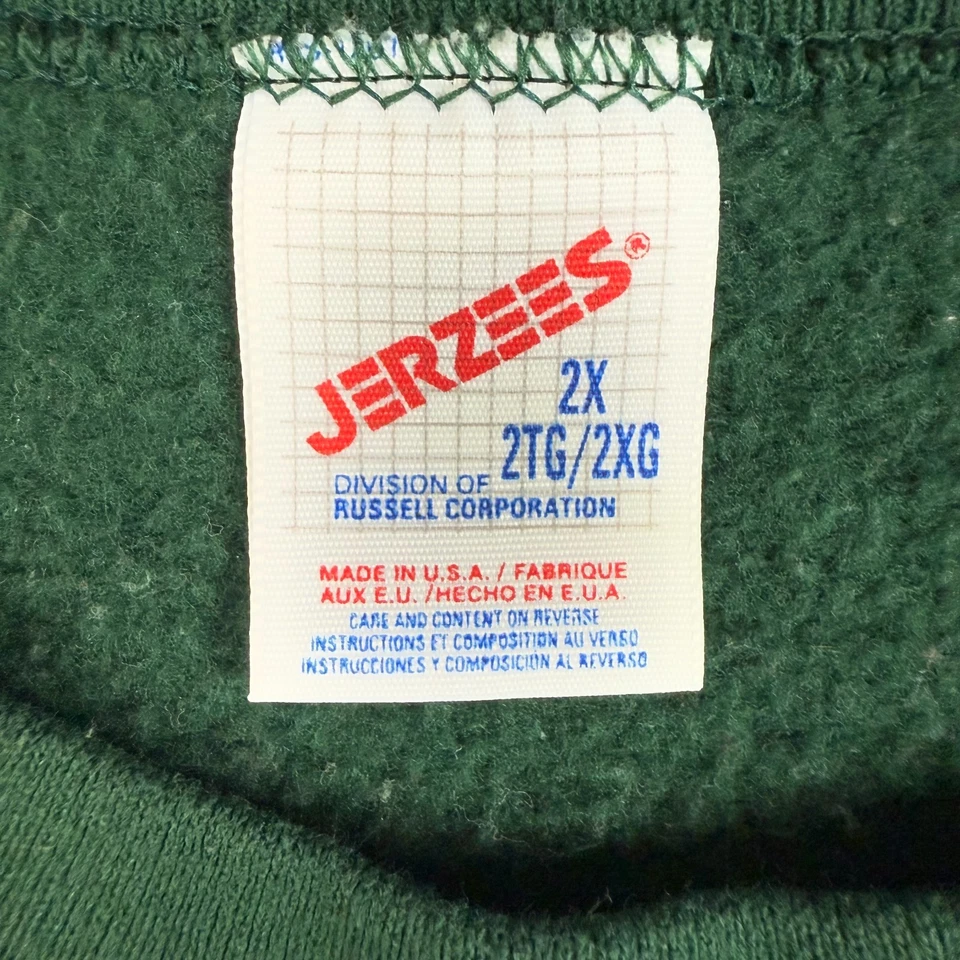 JERZEES®
2X
2TG/2XG
DIVISION OF
RUSSELL CORPORATION
MADE IN U.S.A. / FABRIQUE
AUX E.U. /HECHO EN E.U.A.
CARE AND CONTENT ON REVERSE
INSTRUCTIONS ET COMPOSITION AU VERSO
INSTRUCCIONES Y COMPOSICION AL REVERSO